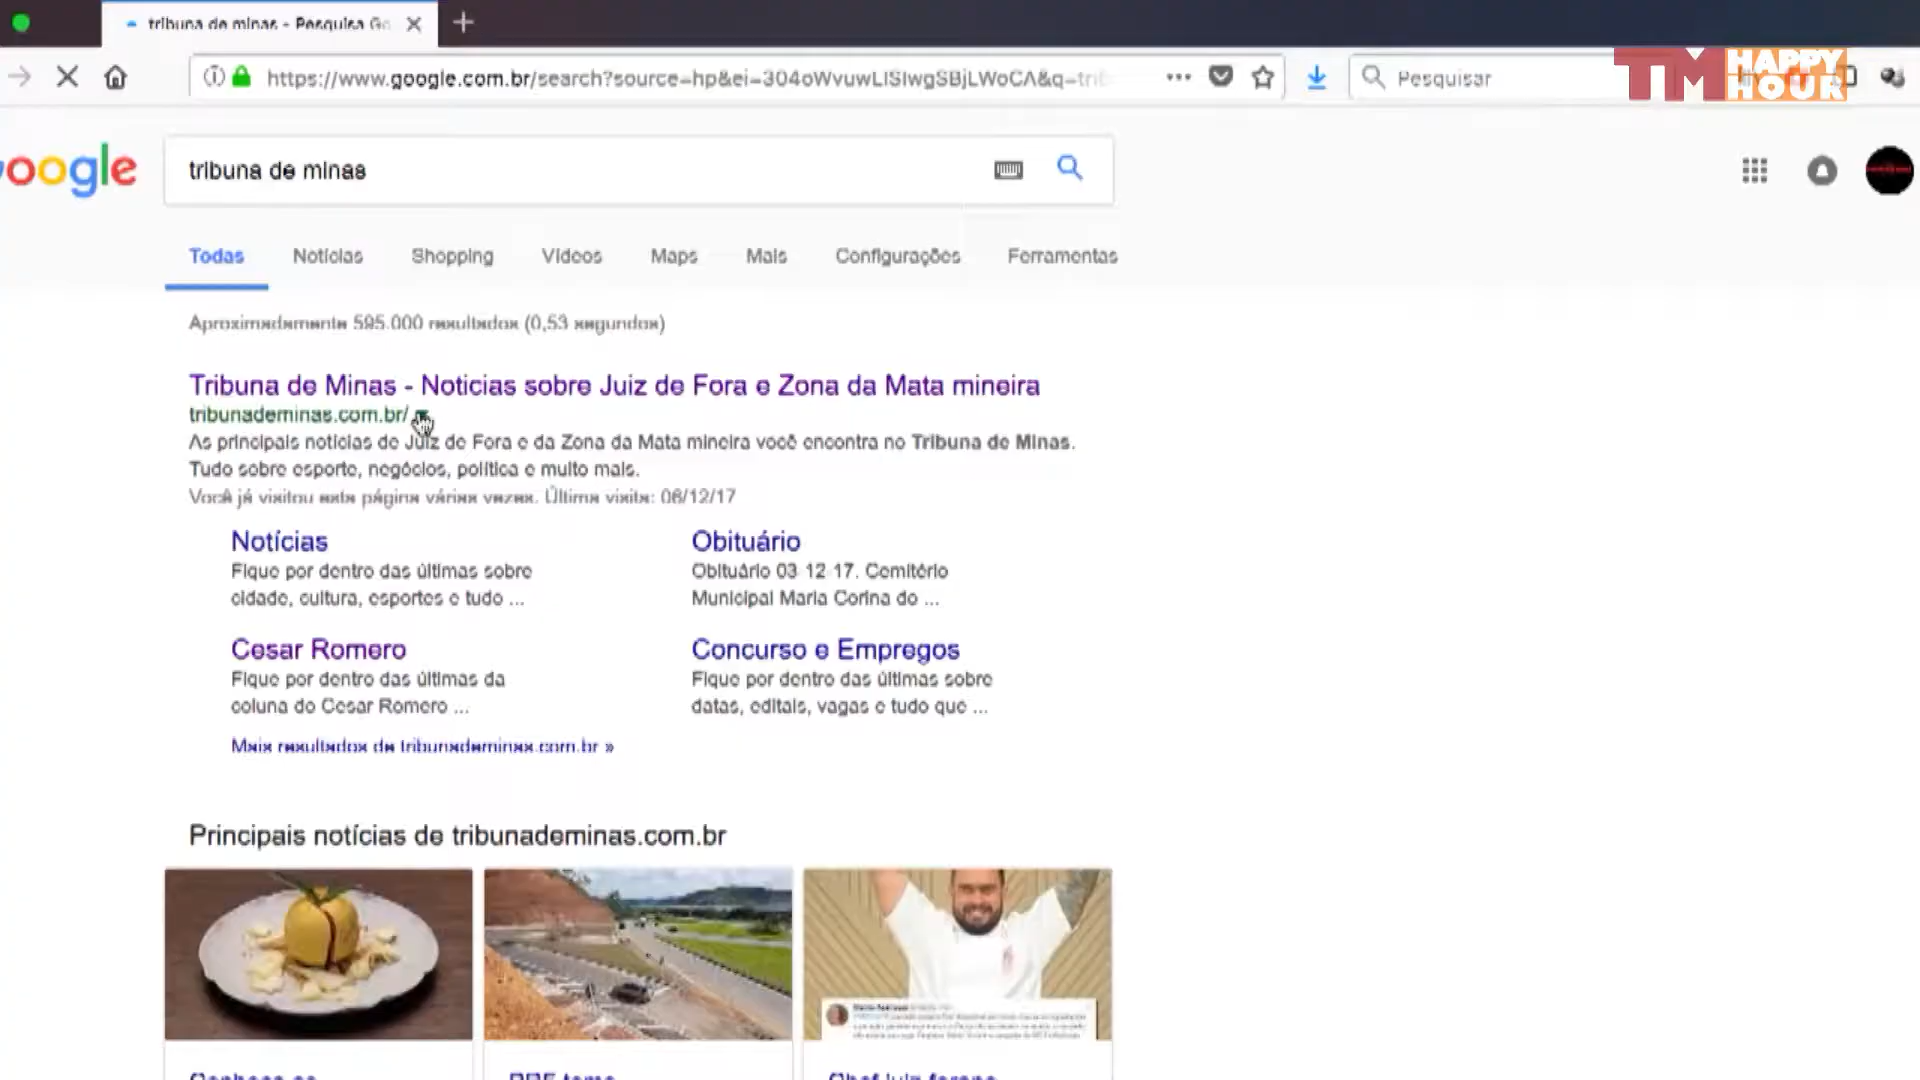 tribuna de minas - Pesquisa Go
https://www.google.com.br/search?source=hp&ei=304oWvuwLISIwgSBjLWoCA&q=trib
Pesquisar
TM HAPPY HOUR
oogle
tribuna de minas
Todas Notícias Shopping Vídeos Maps Mais Configurações Ferramentas
Aproximadamente 595.000 resultados (0,53 segundos)
Tribuna de Minas - Noticias sobre Juiz de Fora e Zona da Mata mineira
tribunademinas.com.br/
As principais notícias de Juiz de Fora e da Zona da Mata mineira você encontra no Tribuna de Minas.
Tudo sobre esporte, negócios, política e muito mais.
Você já visitou esta página várias vezes. Última visita: 06/12/17
Notícias
Fique por dentro das últimas sobre
cidade, cultura, esportes e tudo ...
Obituário
Obituário 03 12 17. Cemitério
Municipal Maria Corina do ...
Cesar Romero
Fique por dentro das últimas da
coluna do Cesar Romero ...
Concurso e Empregos
Fique por dentro das últimas sobre
datas, editais, vagas e tudo que ...
Mais resultados de tribunademinas.com.br »
Principais notícias de tribunademinas.com.br